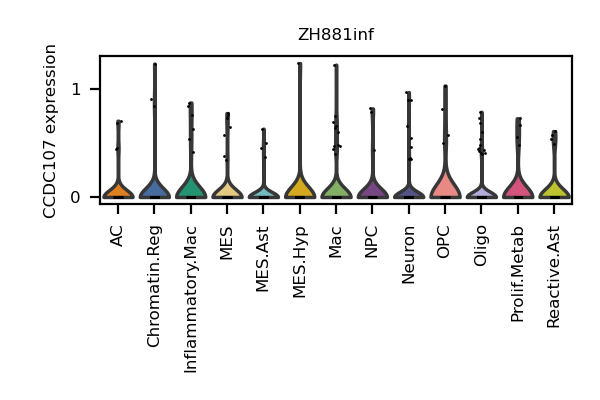 ZH881inf
CCDC107 expression
1
0
AC
Chromatin.Reg
Inflammatory.Mac
MES
MES.Ast
MES.Hyp
Mac
NPC
Neuron
OPC
Oligo
Prolif.Metab
Reactive.Ast